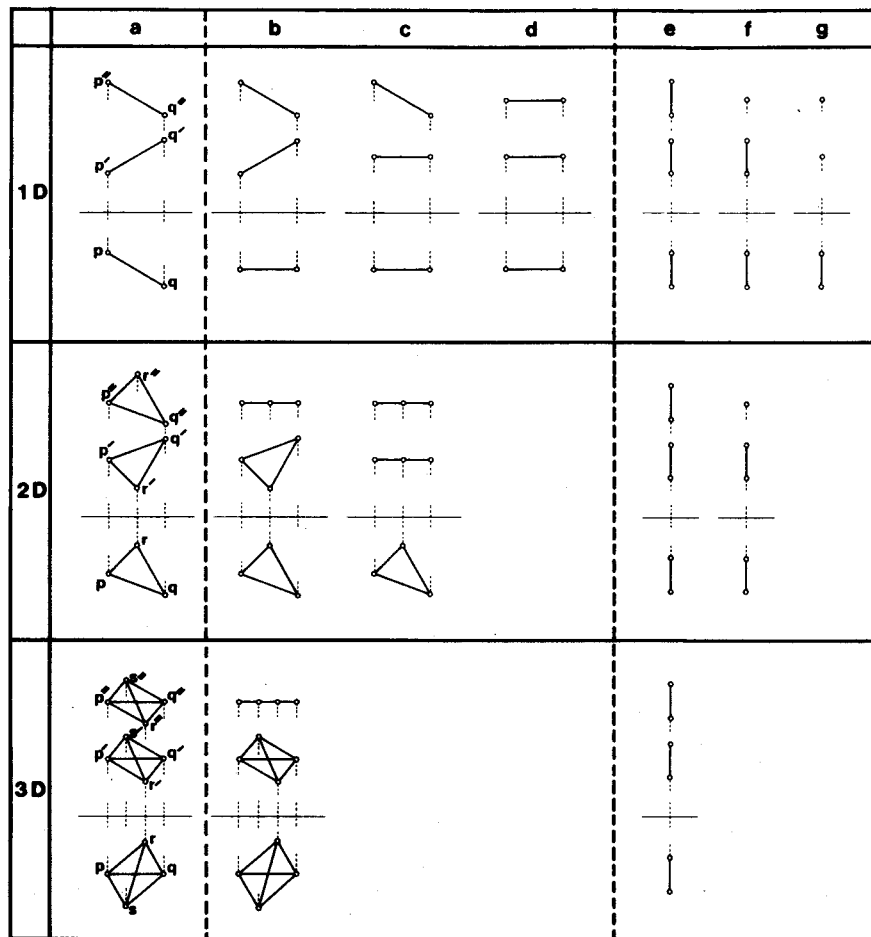 a b c d e f g
1D
p" q"
p' q'
p q
2D
r"
p" q"
p' q'
r'
r
p q
3D
s"
p" q"
r"
s'
p' q'
r'
r
p q
s